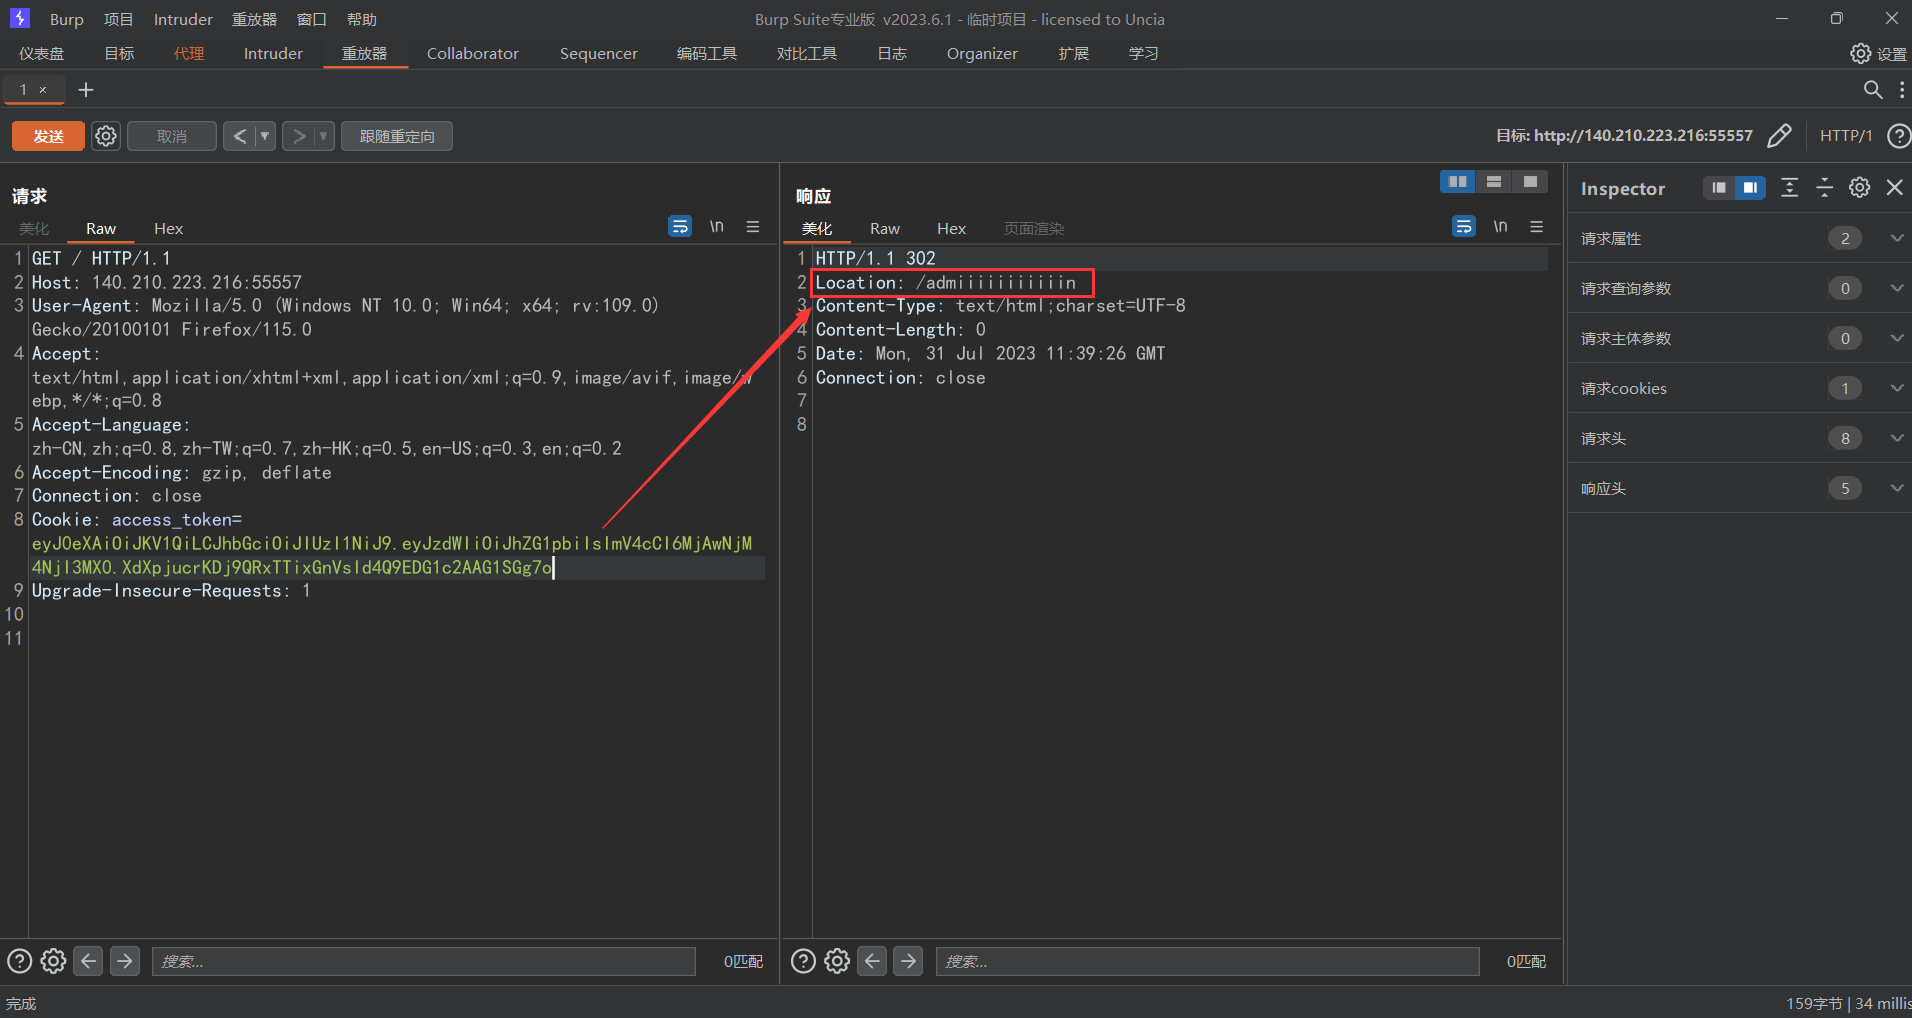 Burp 项目 Intruder 重放器 窗口 帮助
Burp Suite专业版 v2023.6.1 - 临时项目 - licensed to Uncia
仪表盘 目标 代理 Intruder 重放器 Collaborator Sequencer 编码工具 对比工具 日志 Organizer 扩展 学习
设置
1 ×
发送 取消 < > 跟随重定向
目标: http://140.210.223.216:55557 HTTP/1
请求
美化 Raw Hex
\n
1 GET / HTTP/1.1
2 Host: 140.210.223.216:55557
3 User-Agent: Mozilla/5.0 (Windows NT 10.0; Win64; x64; rv:109.0)
Gecko/20100101 Firefox/115.0
4 Accept:
text/html,application/xhtml+xml,application/xml;q=0.9,image/avif,image/w
ebp,*/*;q=0.8
5 Accept-Language:
zh-CN,zh;q=0.8,zh-TW;q=0.7,zh-HK;q=0.5,en-US;q=0.3,en;q=0.2
6 Accept-Encoding: gzip, deflate
7 Connection: close
8 Cookie: access_token=
eyJ0eXAiOiJKV1QiLCJhbGciOiJIUzI1NiJ9.eyJzdWIiOiJhZG1pbiIsImV4cCI6MjAwNjM
4NjI3MX0.XdXpjucrKDj9QRxTTixGnVsId4Q9EDG1c2AAG1SGg7o
9 Upgrade-Insecure-Requests: 1
10
11
响应
美化 Raw Hex 页面渲染
\n
1 HTTP/1.1 302
2 Location: /admiiiiiiiiiiin
3 Content-Type: text/html;charset=UTF-8
4 Content-Length: 0
5 Date: Mon, 31 Jul 2023 11:39:26 GMT
6 Connection: close
7
8
Inspector
请求属性 2
请求查询参数 0
请求主体参数 0
请求cookies 1
请求头 8
响应头 5
搜索... 0匹配
搜索... 0匹配
完成
159字节 | 34 millis